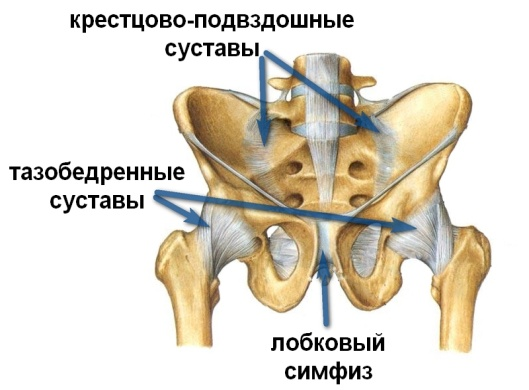 крестцово-подвздошные
суставы
тазобедренные
суставы
лобковый
симфиз